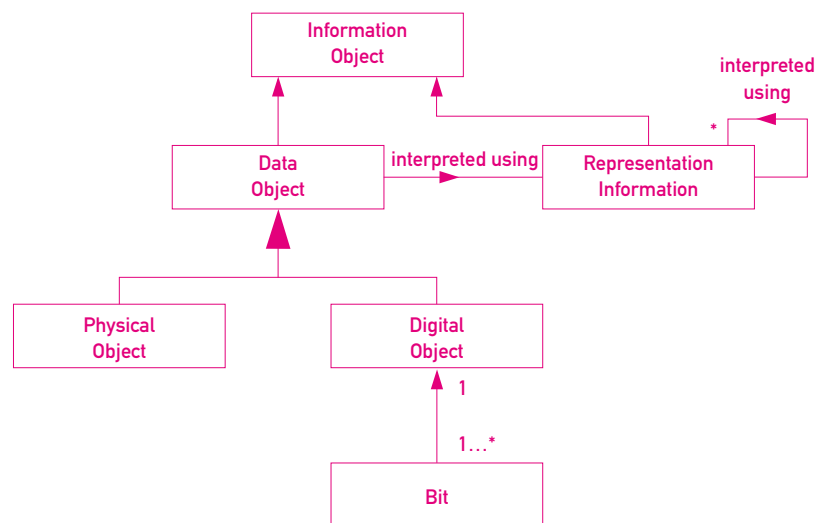 Information
Object
interpreted
using
*
Data
Object
interpreted using
Representation
Information
Physical
Object
Digital
Object
1
1...*
Bit